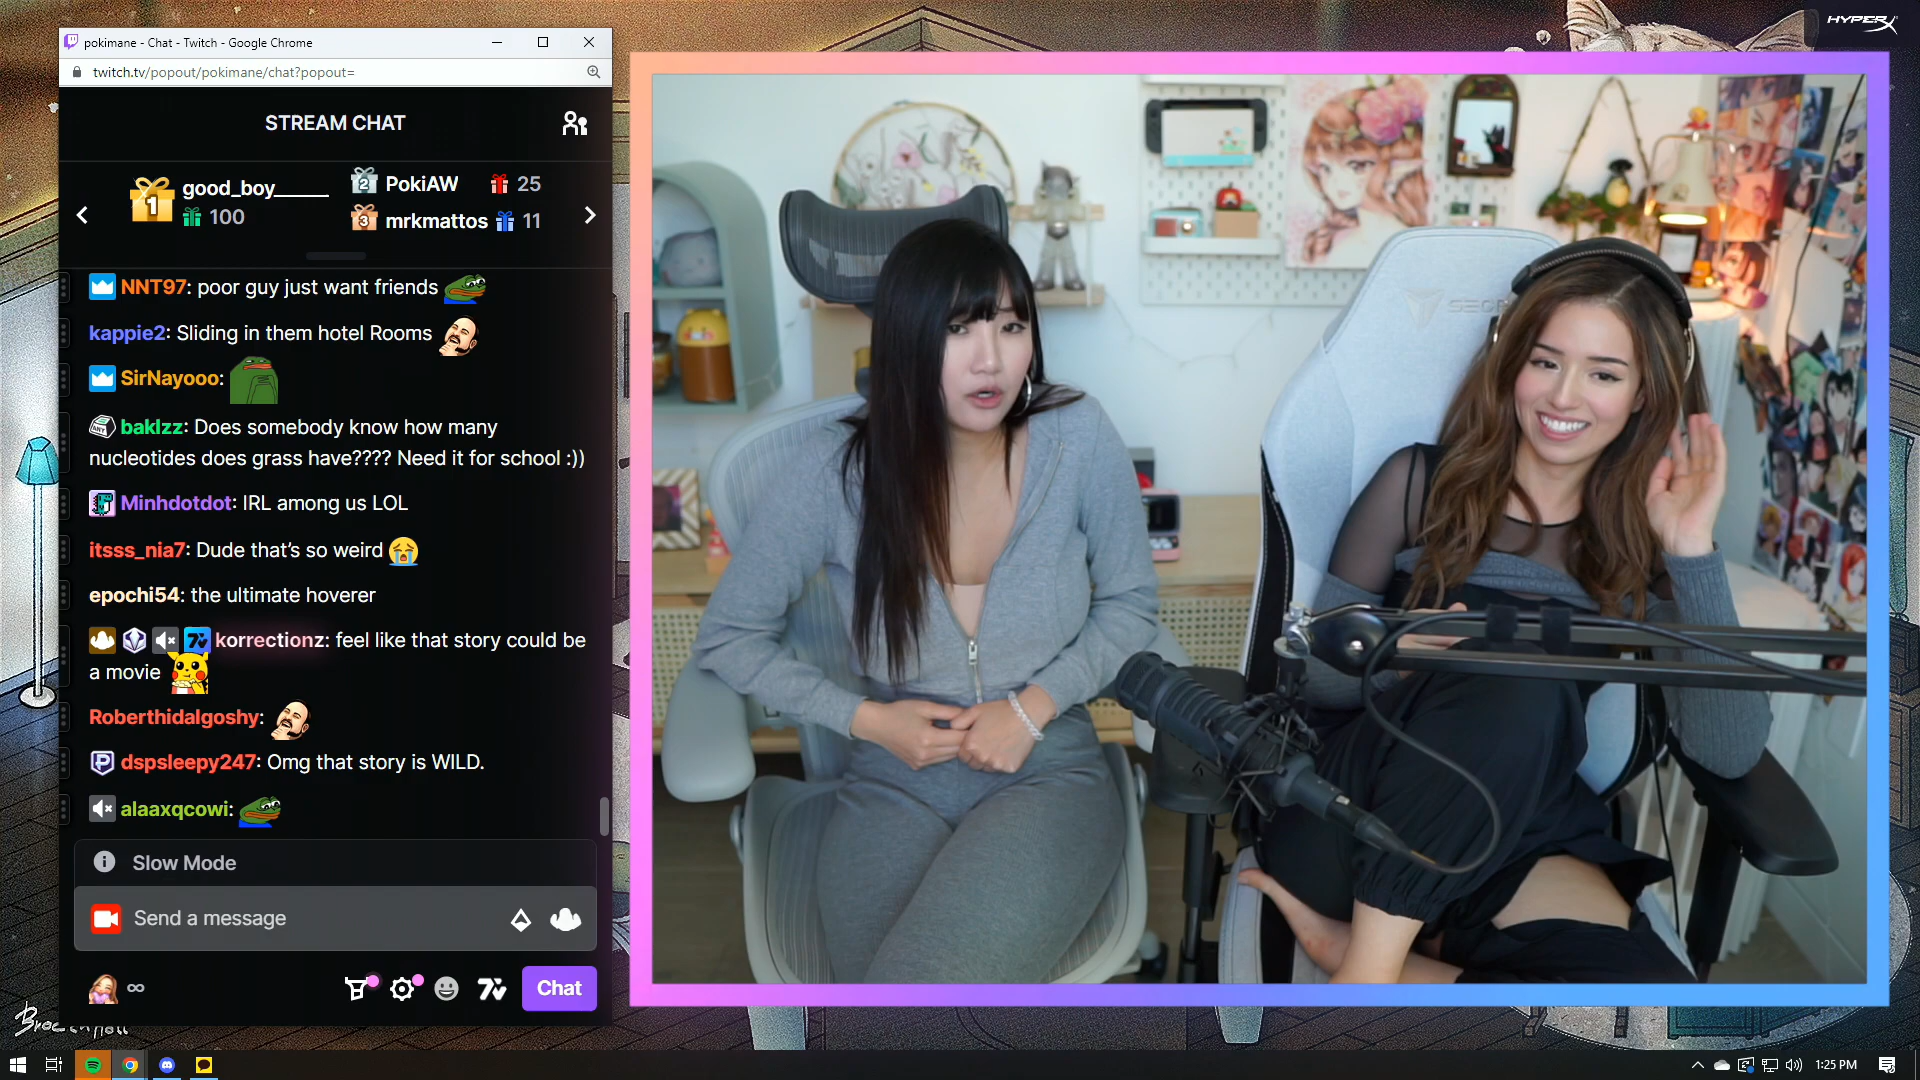 HYPERX
pokimane - Chat - Twitch - Google Chrome
twitch.tv/popout/pokimane/chat?popout=
STREAM CHAT
1 good_boy______ 100
2 PokiAW 25
3 mrkmattos 11
NNT97: poor guy just want friends
kappie2: Sliding in them hotel Rooms
SirNayooo:
baklzz: Does somebody know how many
nucleotides does grass have???? Need it for school :))
Minhdotdot: IRL among us LOL
itsss_nia7: Dude that’s so weird
epochi54: the ultimate hoverer
korrectionz: feel like that story could be
a movie
Roberthidalgoshy:
dspsleepy247: Omg that story is WILD.
alaaxqcowi:
Slow Mode
Send a message
∞
Chat
1:25 PM